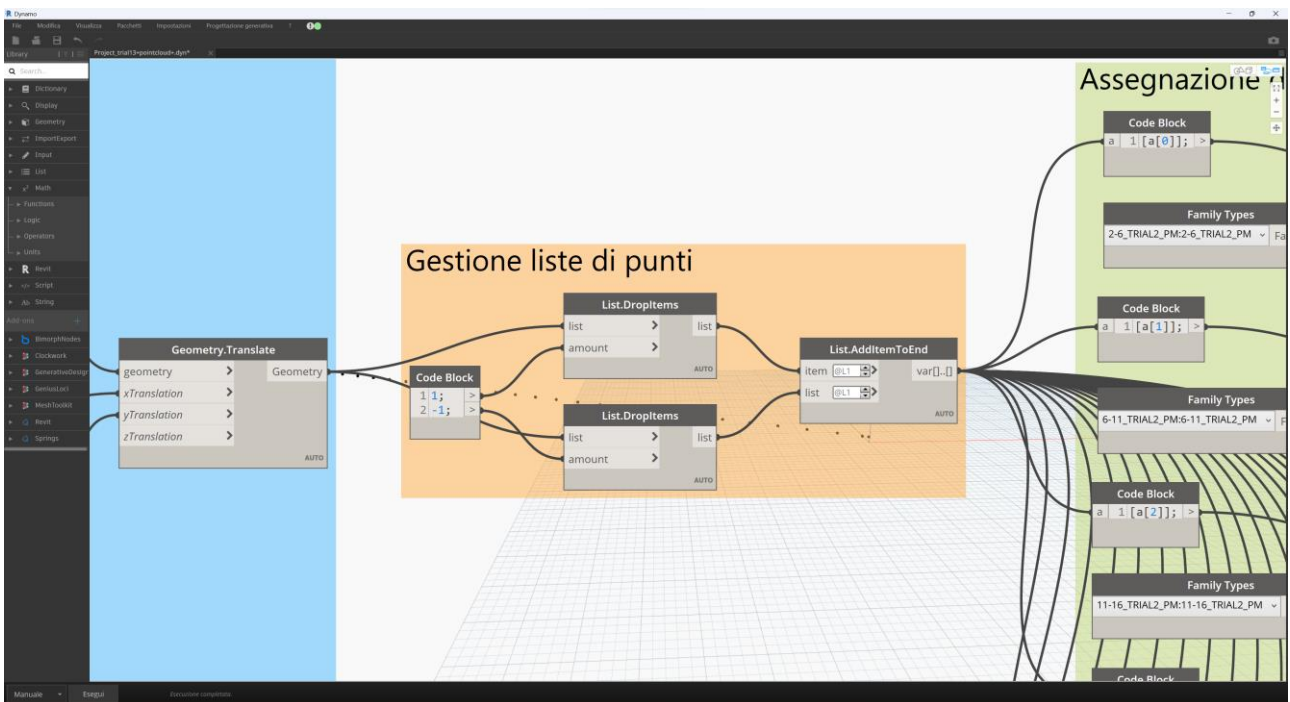 Dynamo
File Modifica Visualizza Pacchetti Impostazioni Progettazione generativa ?
Library
Project_trial13+pointcloud+.dyn*
Search...
Dictionary
Display
Geometry
ImportExport
Input
List
Math
Functions
Logic
Operators
Units
Revit
Script
String
Add-ons
BimorphNodes
Clockwork
GenerativeDesign
GeniusLoci
MeshToolkit
Revit
Springs
Geometry.Translate
geometry > Geometry
xTranslation >
yTranslation >
zTranslation >
AUTO
Gestione liste di punti
Code Block
1 1; >
2 -1; >
List.DropItems
list > list
amount >
AUTO
List.DropItems
list > list
amount >
AUTO
List.AddItemToEnd
item @L1 > var[]..[]
list @L1 >
AUTO
Assegnazione
Code Block
a 1 [a[0]]; >
Family Types
2-6_TRIAL2_PM:2-6_TRIAL2_PM
Code Block
a 1 [a[1]]; >
Family Types
6-11_TRIAL2_PM:6-11_TRIAL2_PM
Code Block
a 1 [a[2]]; >
Family Types
11-16_TRIAL2_PM:11-16_TRIAL2_PM
Code Block
Manuale Esegui Esecuzione completata.